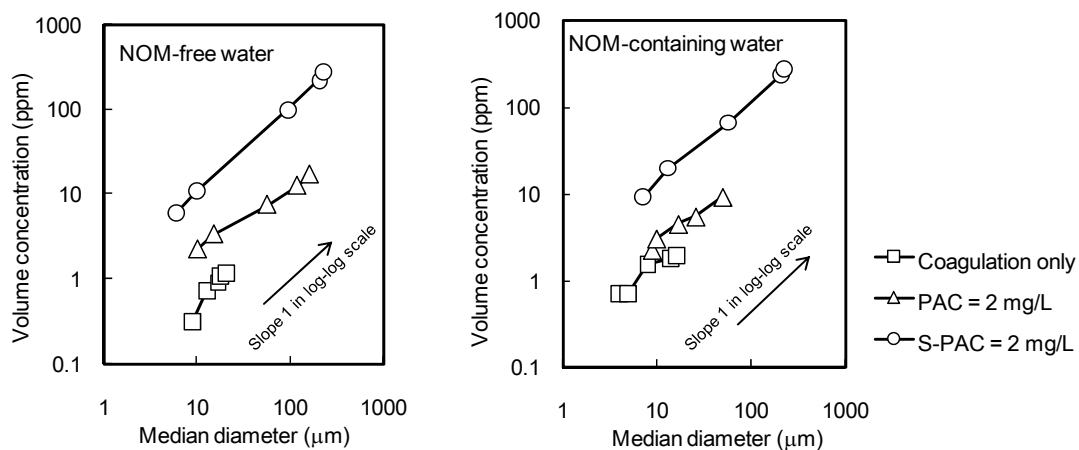 1000
100
10
1
0.1
Volume concentration (ppm)
NOM-free water
Slope 1 in log-log scale
1 10 100 1000
Median diameter (μm)
1000
100
10
1
0.1
Volume concentration (ppm)
NOM-containing water
Slope 1 in log-log scale
1 10 100 1000
Median diameter (μm)
Coagulation only
PAC = 2 mg/L
S-PAC = 2 mg/L